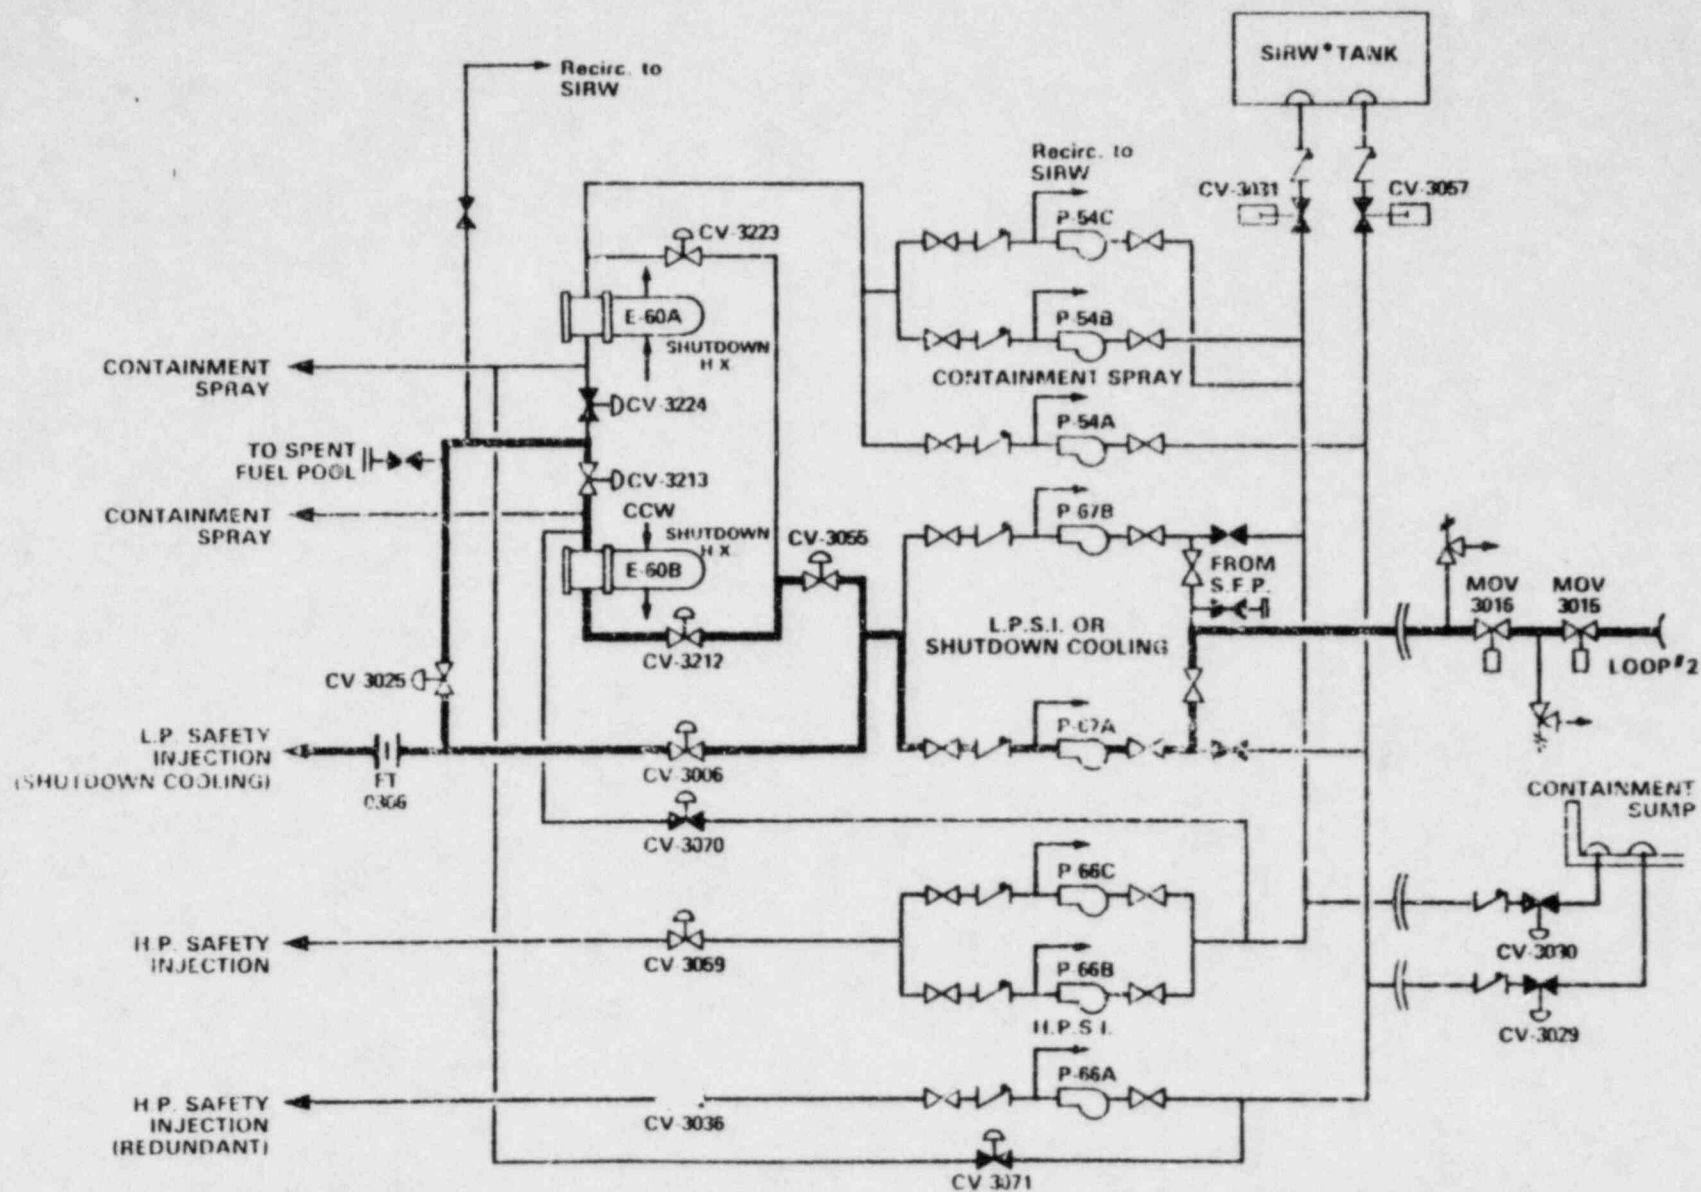 SIRW* TANK
Recirc. to
SIRW
Recirc. to
SIRW
CV-3031
CV-3057
P-54C
CV-3223
E-60A
P-54B
SHUTDOWN
H X
CONTAINMENT
SPRAY
CONTAINMENT SPRAY
CV-3224
P-54A
TO SPENT
FUEL POOL
CV-3213
CCW
CONTAINMENT
SPRAY
SHUTDOWN
H X
P-67B
CV-3055
E-60B
FROM
S.F.P.
MOV
3016
MOV
3015
L.P.S.I. OR
SHUTDOWN COOLING
CV-3212
LOOP #2
CV-3025
P-67A
L.P. SAFETY
INJECTION
(SHUTDOWN COOLING)
FT
0306
CV-3006
CONTAINMENT
SUMP
CV-3070
P-66C
H.P. SAFETY
INJECTION
CV-3059
P-66B
CV-3030
H.P.S.I.
CV-3029
P-66A
H.P. SAFETY
INJECTION
(REDUNDANT)
CV-3036
CV 3071